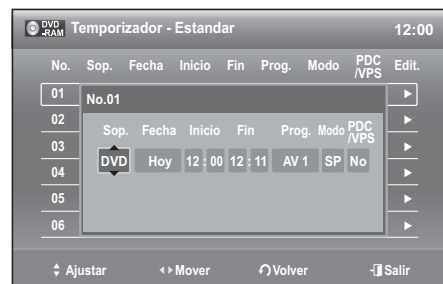 DVD -RAM Temporizador - Estandar 12:00
No. Sop. Fecha Inicio Fin Prog. Modo PDC /VPS Edit.
01
No.01
02
Sop. Fecha Inicio Fin Prog. Modo PDC /VPS
03
DVD Hoy 12 : 00 12 : 11 AV 1 SP No
04
05
06
Ajustar Mover Volver Salir